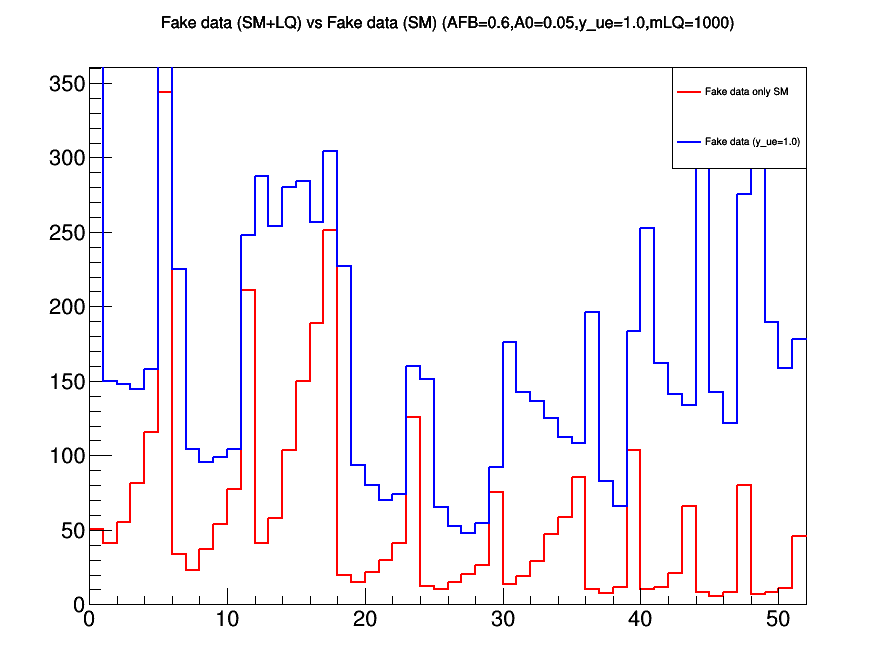 Fake data (SM+LQ) vs Fake data (SM) (AFB=0.6,A0=0.05,y_ue=1.0,mLQ=1000)
Fake data only SM
Fake data (y_ue=1.0)
350
300
250
200
150
100
50
0
0 10 20 30 40 50